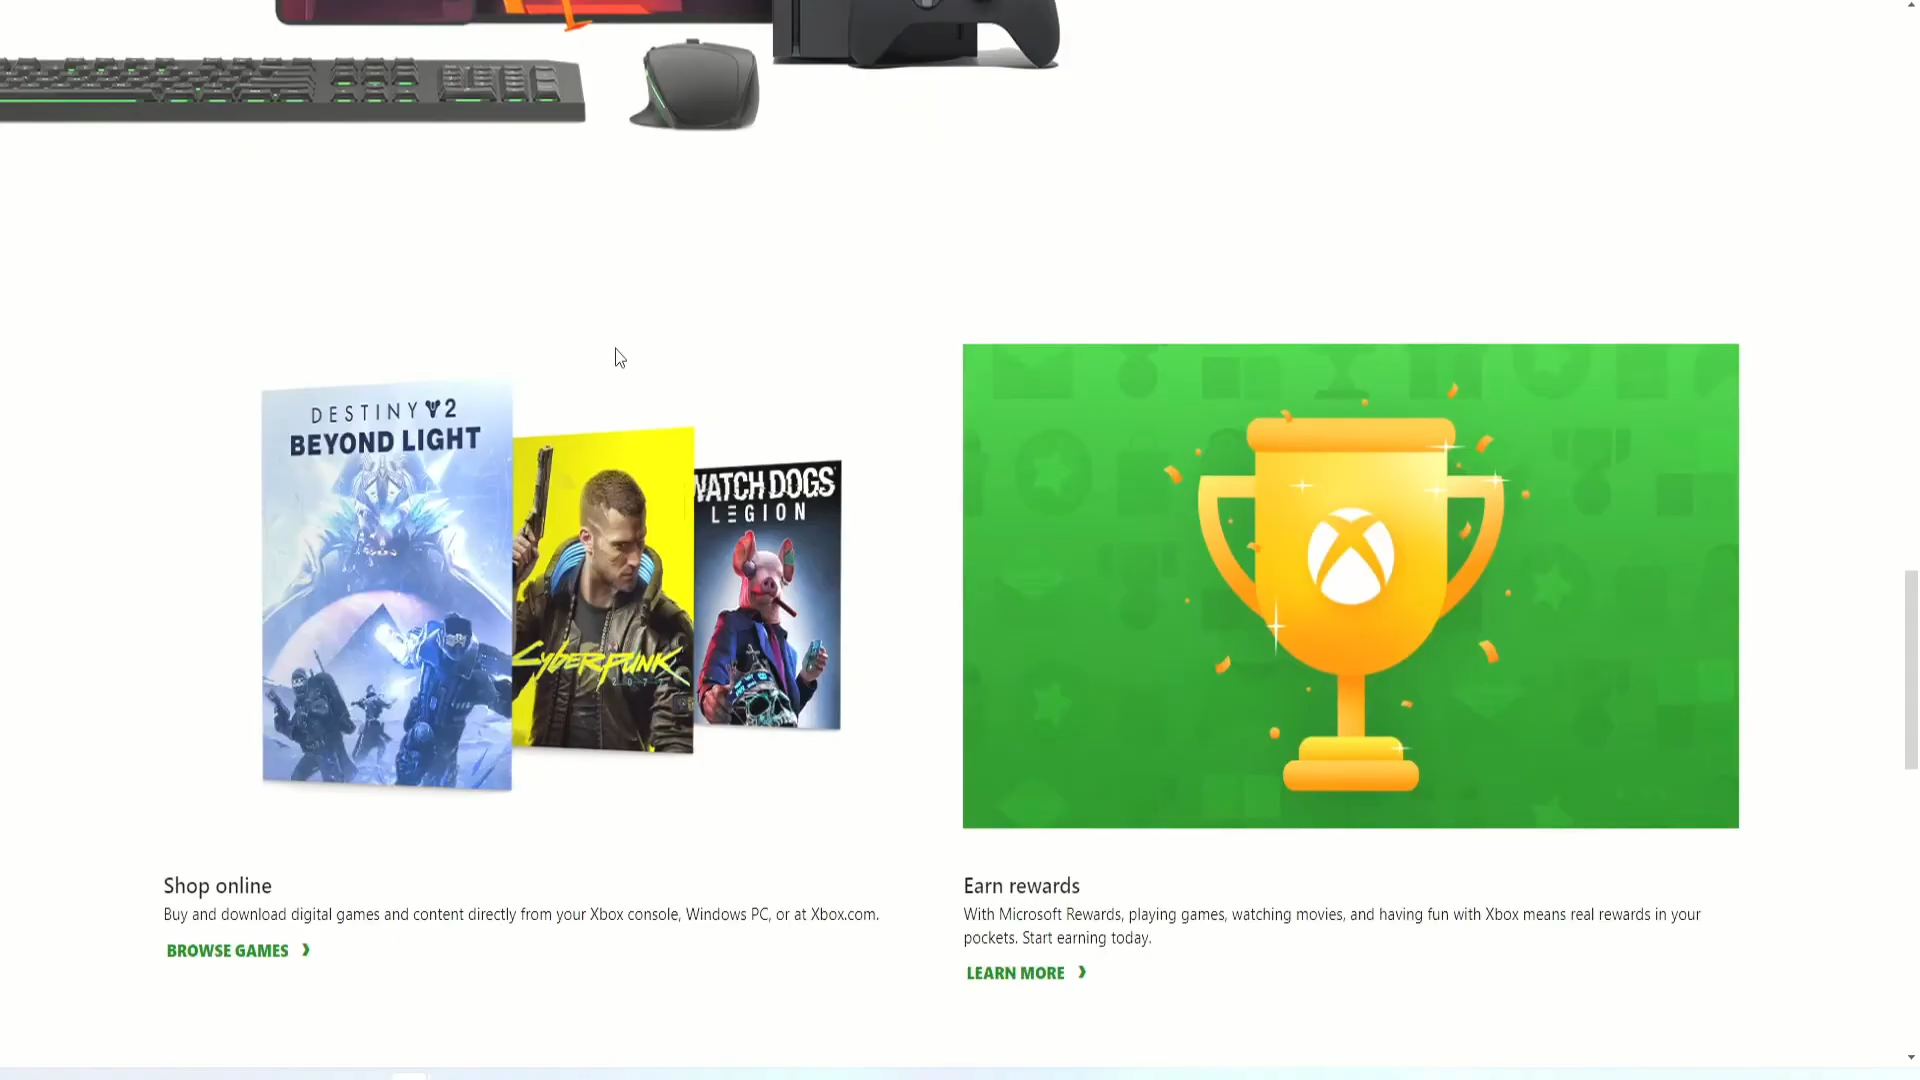 DESTINY 2
BEYOND LIGHT
CYBERPUNK
2077
WATCH DOGS
LEGION
Shop online
Buy and download digital games and content directly from your Xbox console, Windows PC, or at Xbox.com.
BROWSE GAMES
Earn rewards
With Microsoft Rewards, playing games, watching movies, and having fun with Xbox means real rewards in your
pockets. Start earning today.
LEARN MORE